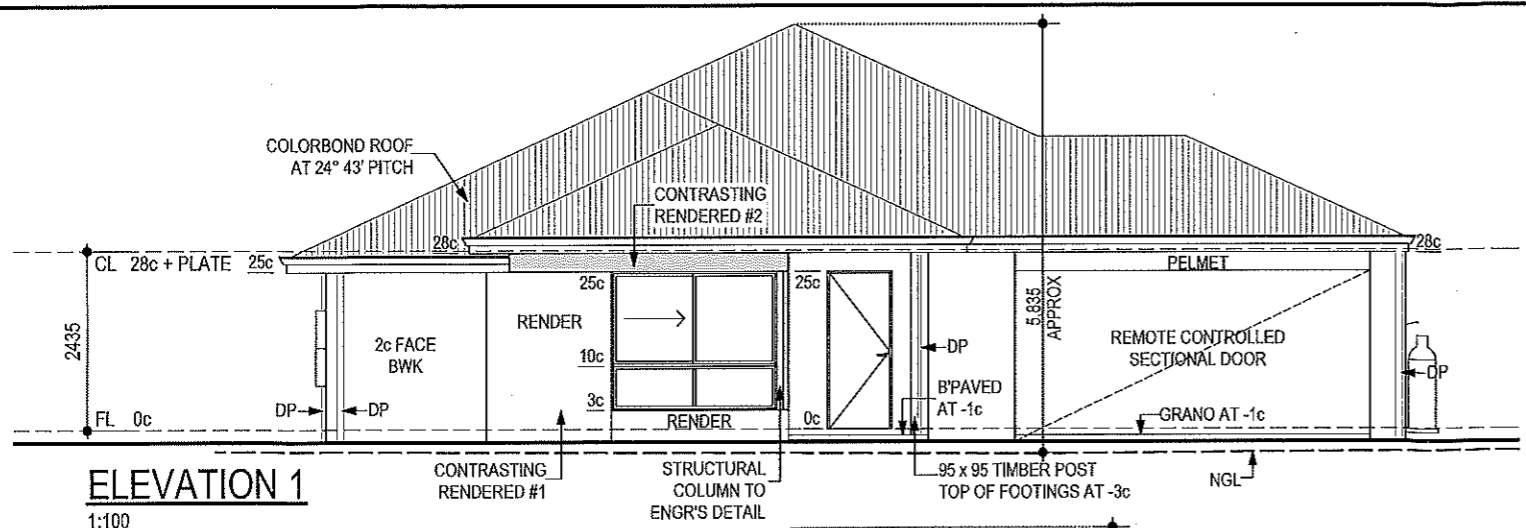 COLORBOND ROOF
AT 24° 43' PITCH
CONTRASTING
RENDERED #2
28c
28c
CL 28c + PLATE 25c
PELMET
25c
25c
RENDER
5.835
APPROX
2435
2c FACE
BWK
REMOTE CONTROLLED
SECTIONAL DOOR
DP
10c
DP
B'PAVED
AT -1c
3c
DP
DP
GRANO AT -1c
FL 0c
RENDER
0c
ELEVATION 1
1:100
CONTRASTING
RENDERED #1
STRUCTURAL
COLUMN TO
ENGR'S DETAIL
95 x 95 TIMBER POST
TOP OF FOOTINGS AT -3c
NGL